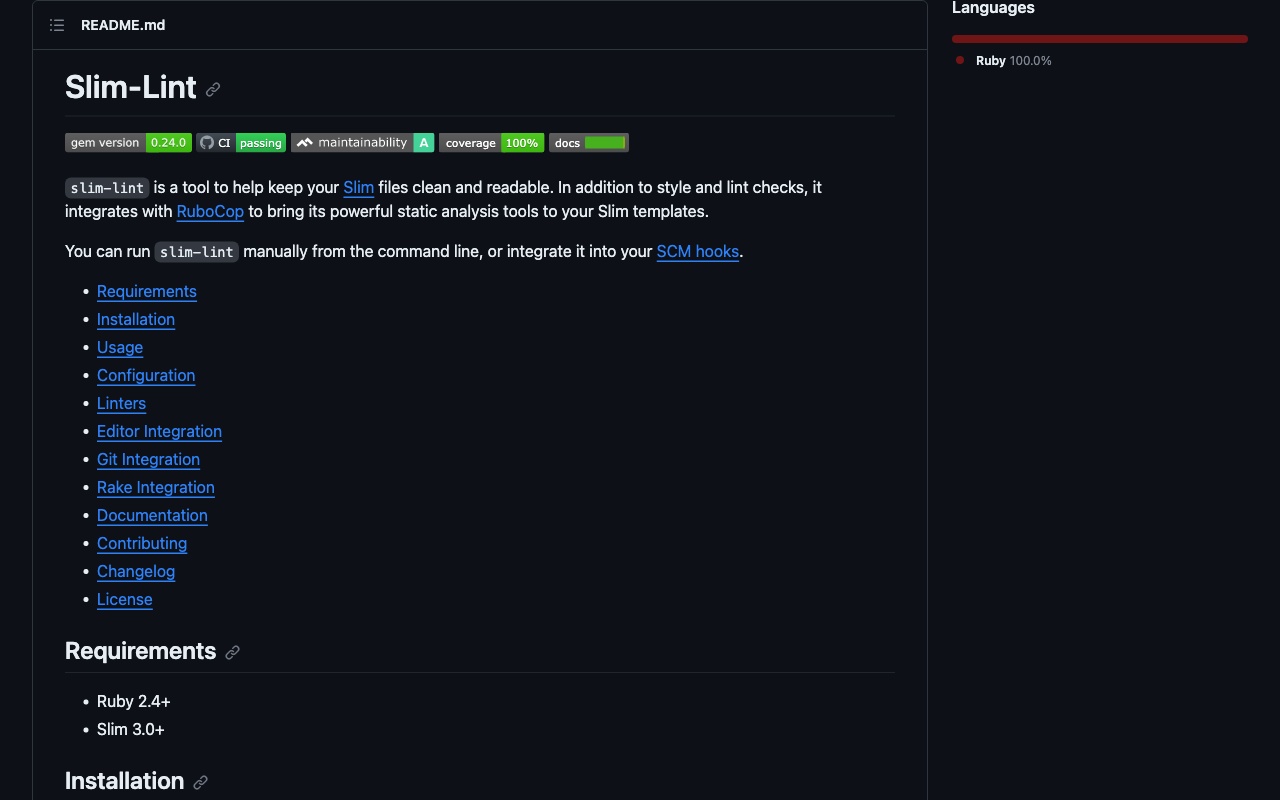 README.md
Slim-Lint
gem version 0.24.0 CI passing maintainability A coverage 100% docs
slim-lint is a tool to help keep your Slim files clean and readable. In addition to style and lint checks, it
integrates with RuboCop to bring its powerful static analysis tools to your Slim templates.
You can run slim-lint manually from the command line, or integrate it into your SCM hooks.
• Requirements
• Installation
• Usage
• Configuration
• Linters
• Editor Integration
• Git Integration
• Rake Integration
• Documentation
• Contributing
• Changelog
• License
Requirements
• Ruby 2.4+
• Slim 3.0+
Installation
Languages
Ruby 100.0%